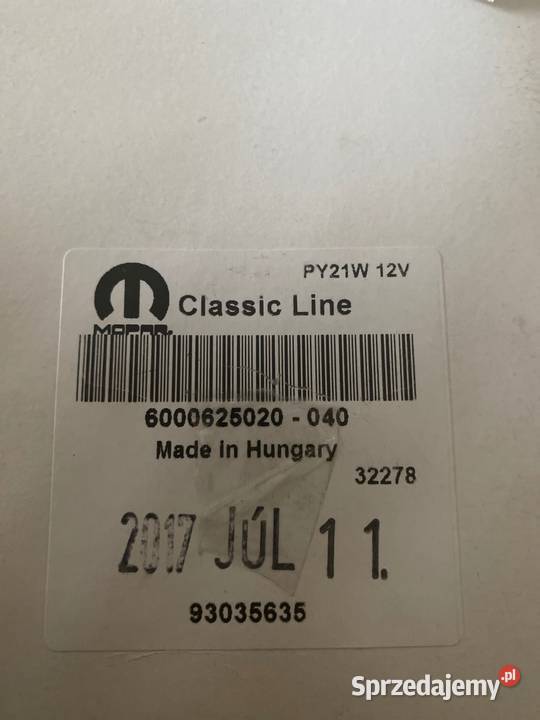 PY21W 12V
MOPAR.
Classic Line
6000625020 - 040
Made in Hungary
32278
2017 JÚL 11.
93035635
Sprzedajemy.pl